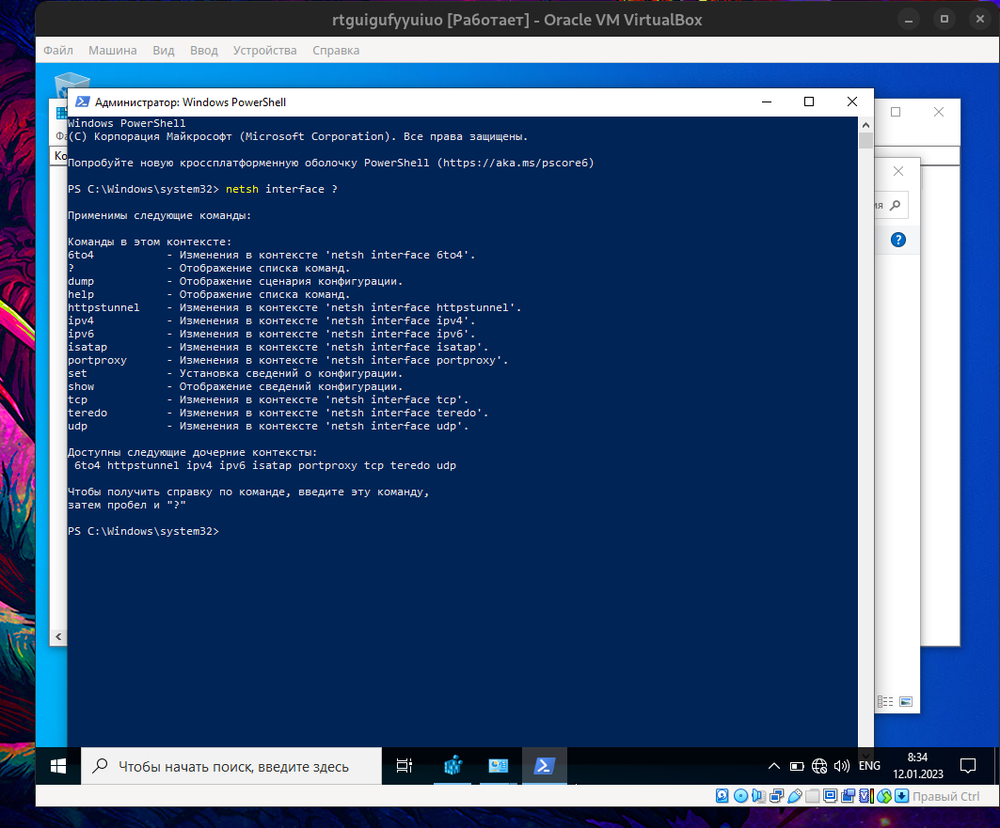 rtguigufyyuiuo [Работает] - Oracle VM VirtualBox
Файл Машина Вид Ввод Устройства Справка
Администратор: Windows PowerShell
Windows PowerShell
(C) Корпорация Майкрософт (Microsoft Corporation). Все права защищены.
Попробуйте новую кроссплатформенную оболочку PowerShell (https://aka.ms/pscore6)
PS C:\Windows\system32> netsh interface ?
Применимы следующие команды:
Команды в этом контексте:
6to4 - Изменения в контексте 'netsh interface 6to4'.
? - Отображение списка команд.
dump - Отображение сценария конфигурации.
help - Отображение списка команд.
httpstunnel - Изменения в контексте 'netsh interface httpstunnel'.
ipv4 - Изменения в контексте 'netsh interface ipv4'.
ipv6 - Изменения в контексте 'netsh interface ipv6'.
isatap - Изменения в контексте 'netsh interface isatap'.
portproxy - Изменения в контексте 'netsh interface portproxy'.
set - Установка сведений о конфигурации.
show - Отображение сведений конфигурации.
tcp - Изменения в контексте 'netsh interface tcp'.
teredo - Изменения в контексте 'netsh interface teredo'.
udp - Изменения в контексте 'netsh interface udp'.
Доступны следующие дочерние контексты:
6to4 httpstunnel ipv4 ipv6 isatap portproxy tcp teredo udp
Чтобы получить справку по команде, введите эту команду,
затем пробел и "?"
PS C:\Windows\system32>
Чтобы начать поиск, введите здесь
ENG
8:34
12.01.2023
Правый Ctrl